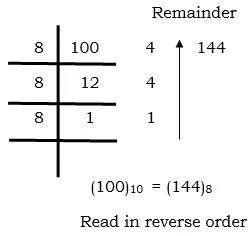 Remainder
8 100 4 144
8 12 4
8 1 1
(100)₁₀ = (144)₈
Read in reverse order